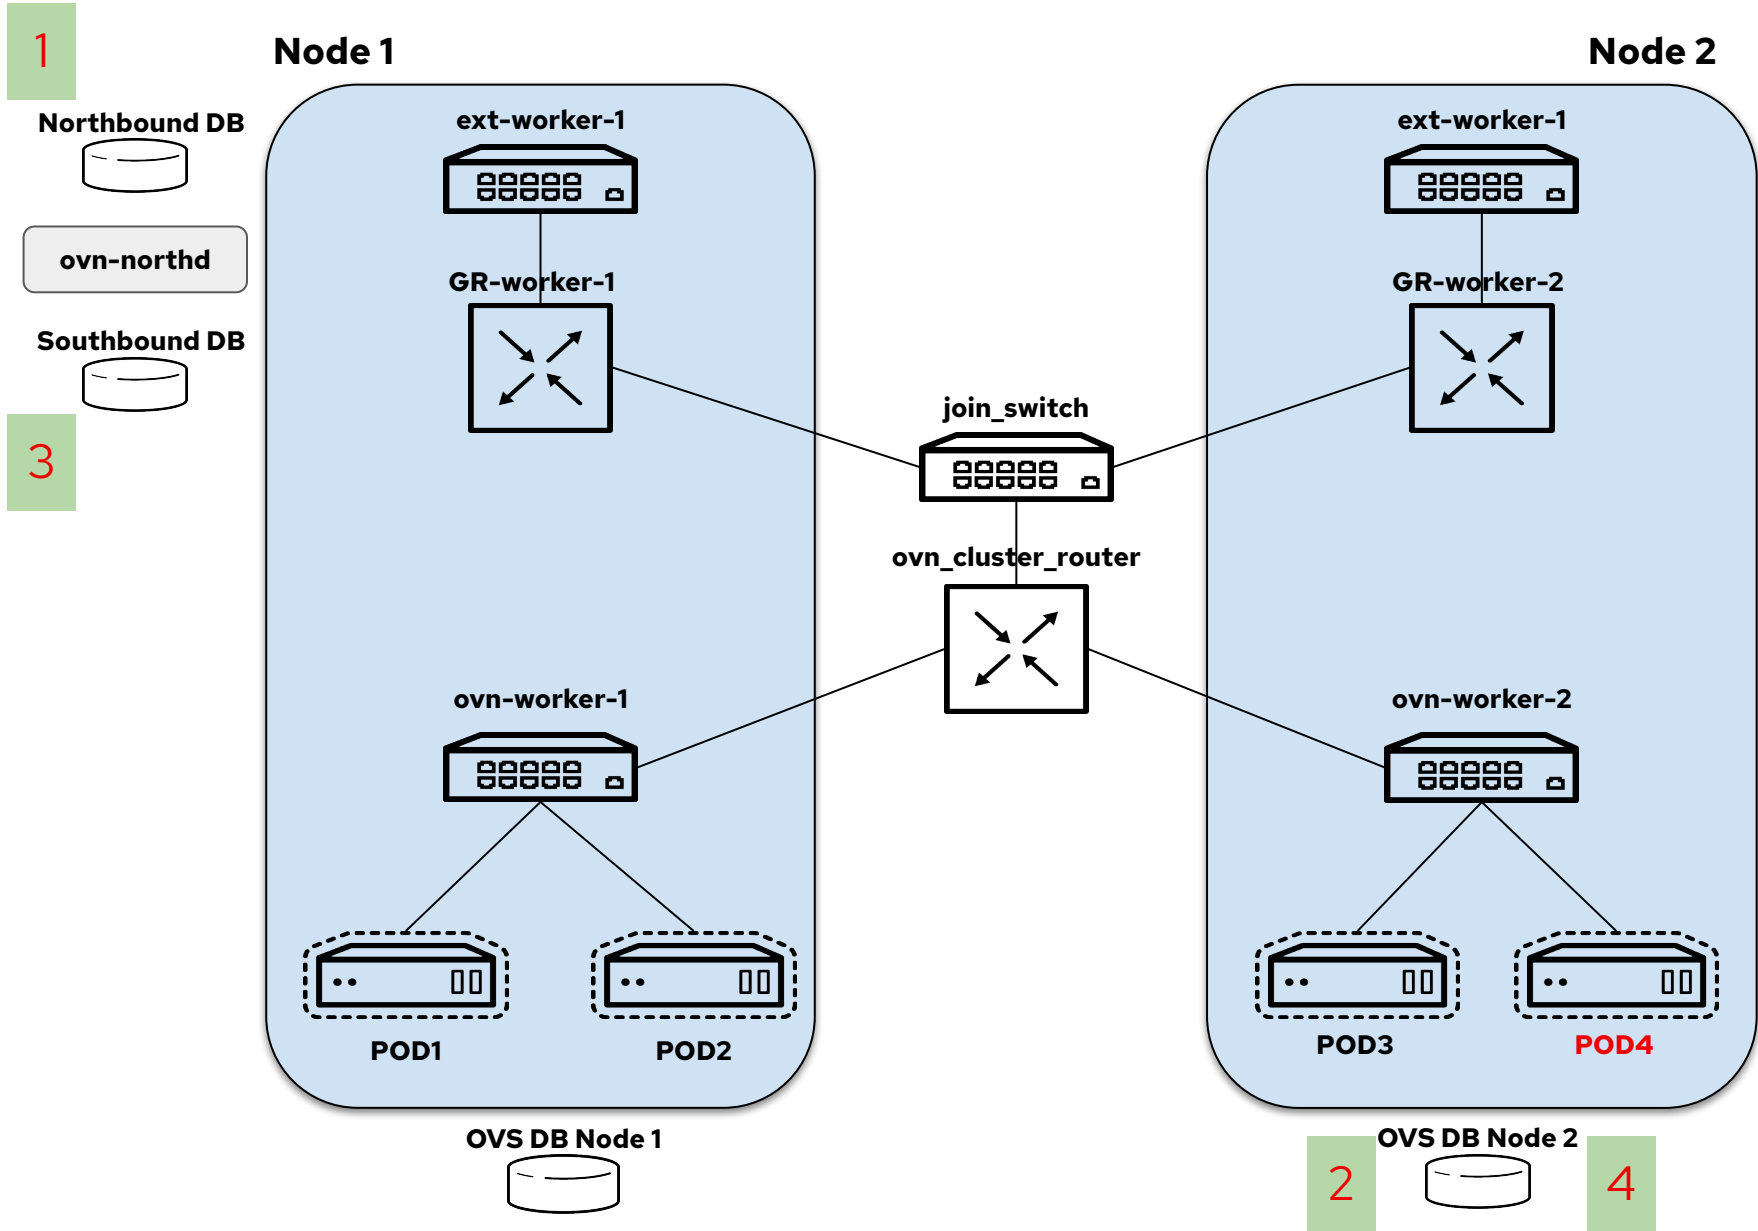 1
Node 1
Node 2
Northbound DB
ext-worker-1
ext-worker-1
ovn-northd
GR-worker-1
GR-worker-2
Southbound DB
join_switch
3
ovn_cluster_router
ovn-worker-1
ovn-worker-2
POD1
POD2
POD3
POD4
OVS DB Node 1
OVS DB Node 2
2
4